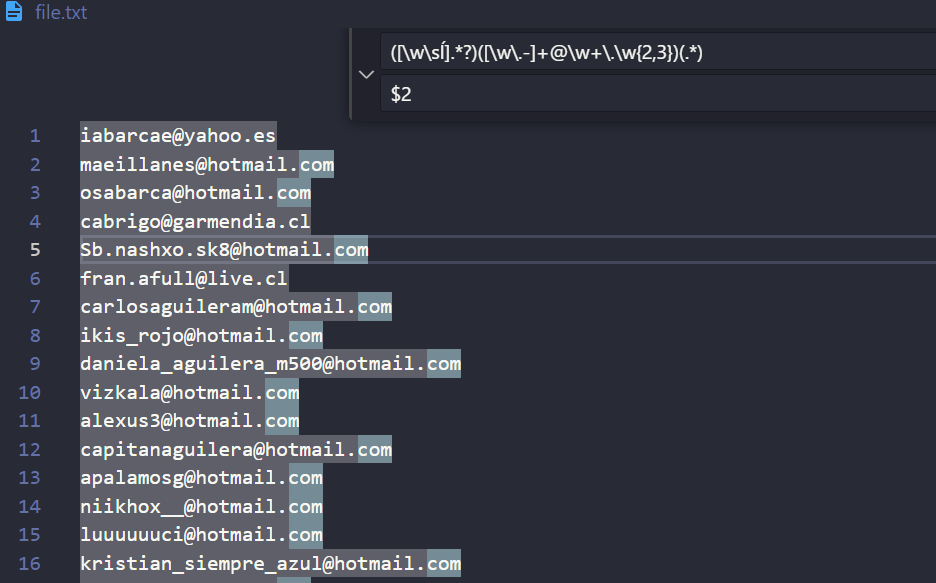 file.txt
([\w\sÍ].*?)([\w\.-]+@\w+\.\w{2,3})(.*)
$2
1 iabarcae@yahoo.es
2 maeillanes@hotmail.com
3 osabarca@hotmail.com
4 cabrigo@garmendia.cl
5 Sb.nashxo.sk8@hotmail.com
6 fran.afull@live.cl
7 carlosaguileram@hotmail.com
8 ikis_rojo@hotmail.com
9 daniela_aguilera_m500@hotmail.com
10 vizkala@hotmail.com
11 alexus3@hotmail.com
12 capitanaguilera@hotmail.com
13 apalamosg@hotmail.com
14 niikhox__@hotmail.com
15 luuuuuuci@hotmail.com
16 kristian_siempre_azul@hotmail.com